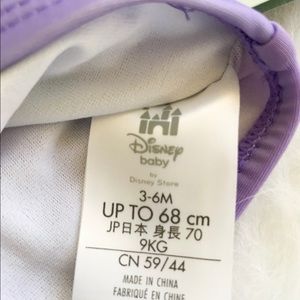 Disney
baby
by
Disney Store
3-6M
UP TO 68 cm
JP日本 身長 70
9KG
CN 59/44
MADE IN CHINA
FABRIQUÉ EN CHINE